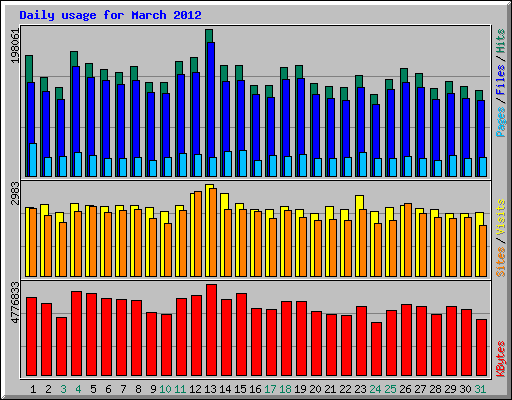 Daily usage for March 2012
198061
Pages / Files / Hits
2983
Sites / Visits
4776833
KBytes
1 2 3 4 5 6 7 8 9 10 11 12 13 14 15 16 17 18 19 20 21 22 23 24 25 26 27 28 29 30 31